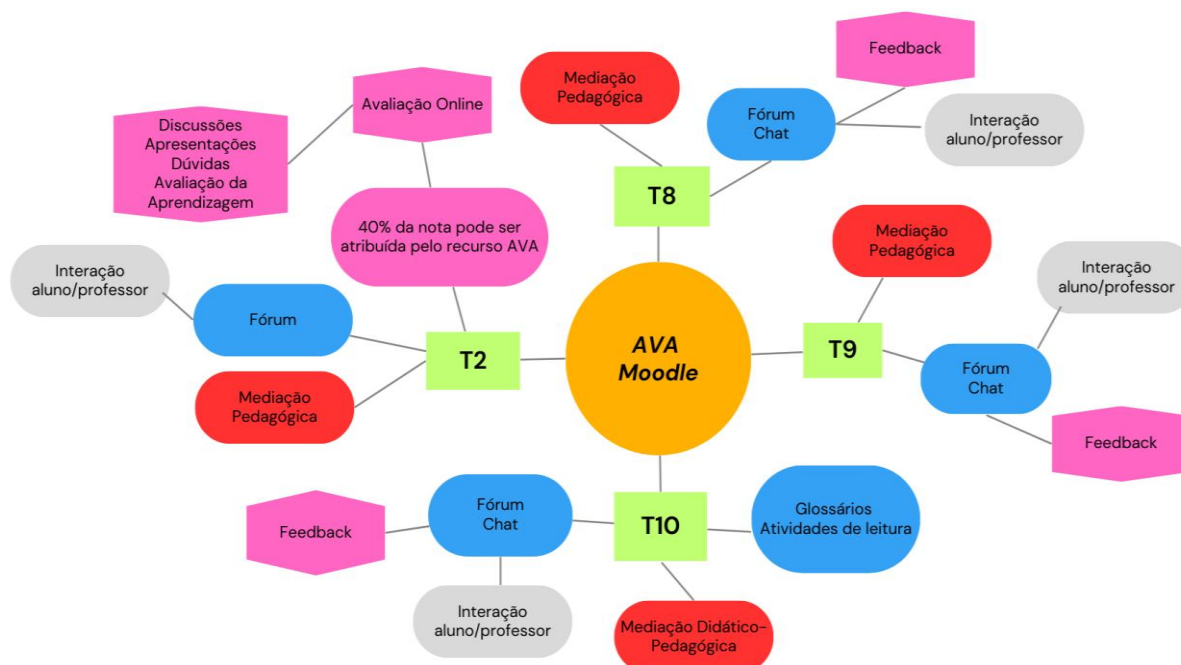 Feedback
Mediação
Pedagógica
Fórum
Chat
Interação
aluno/professor
T8
Avaliação Online
Discussões
Apresentações
Dúvidas
Avaliação da
Aprendizagem
40% da nota pode ser
atribuída pelo recurso AVA
Interação
aluno/professor
Fórum
Mediação
Pedagógica
T2
AVA
Moodle
Mediação
Pedagógica
Interação
aluno/professor
T9
Fórum
Chat
Feedback
Feedback
Fórum
Chat
Interação
aluno/professor
T10
Glossários
Atividades de leitura
Mediação Didático-
Pedagógica